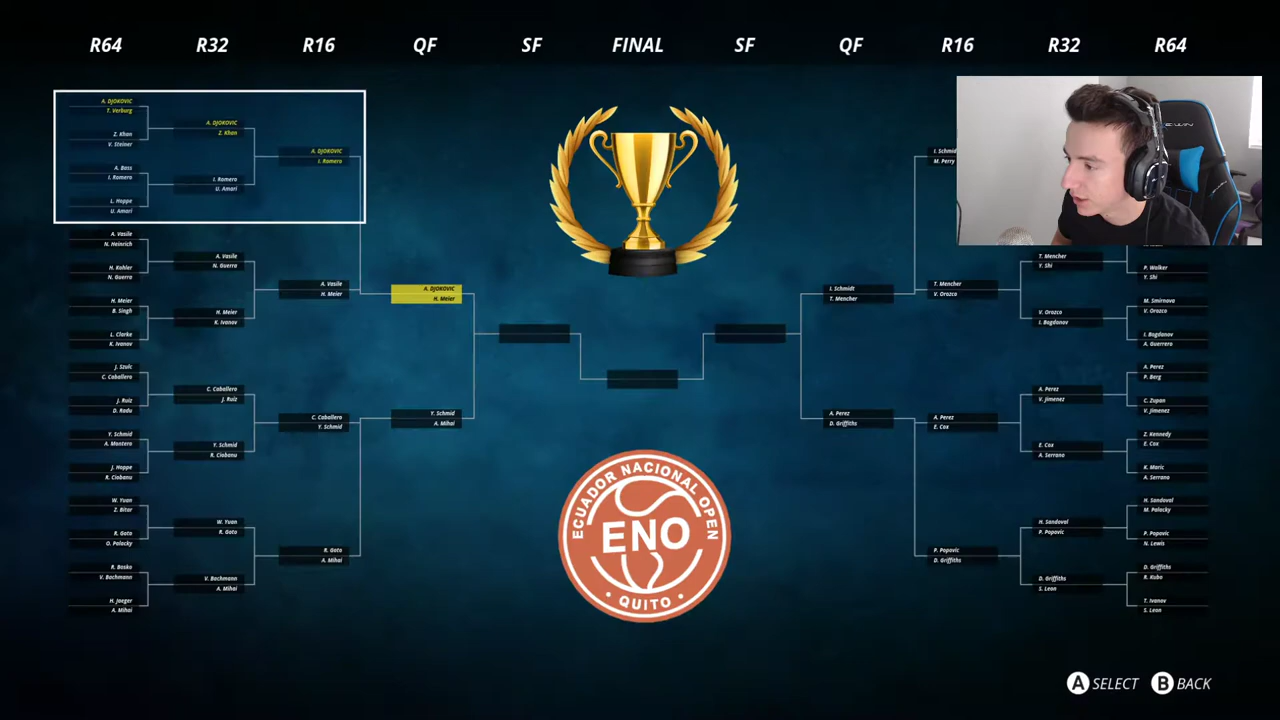 R64 R32 R16 QF SF FINAL SF QF R16 R32 R64
A. DJOKOVIC
T. Verburg
Z. Khan
V. Steiner
A. Bass
I. Romero
L. Hoppe
U. Amari
A. Vasile
N. Heinrich
H. Kohler
N. Guerra
H. Meier
B. Singh
L. Clarke
K. Ivanov
J. Szulc
C. Caballero
J. Ruiz
D. Radu
Y. Schmid
A. Montero
J. Hoppe
R. Ciobanu
W. Yuan
Z. Bitar
R. Goto
O. Polacky
R. Bosko
V. Bachmann
H. Jaeger
A. Mihai
A. DJOKOVIC
Z. Khan
I. Romero
U. Amari
A. Vasile
N. Guerra
H. Meier
K. Ivanov
C. Caballero
J. Ruiz
Y. Schmid
R. Ciobanu
W. Yuan
R. Goto
V. Bachmann
A. Mihai
A. DJOKOVIC
I. Romero
A. Vasile
H. Meier
C. Caballero
Y. Schmid
R. Goto
A. Mihai
A. DJOKOVIC
H. Meier
Y. Schmid
A. Mihai
ECUADOR NACIONAL OPEN
ENO
• QUITO •
I. Schmidt
T. Mencher
A. Perez
D. Griffiths
I. Schmid
M. Perry
T. Mencher
V. Orozco
A. Perez
E. Cox
P. Popovic
D. Griffiths
T. Mencher
Y. Shi
V. Orozco
I. Bogdanov
A. Perez
V. Jimenez
E. Cox
A. Serrano
H. Sandoval
P. Popovic
D. Griffiths
S. Leon
P. Walker
Y. Shi
M. Smirnova
V. Orozco
I. Bogdanov
A. Guerrero
A. Perez
P. Berg
C. Zupan
V. Jimenez
Z. Kennedy
E. Cox
K. Maric
A. Serrano
H. Sandoval
M. Polacky
P. Popovic
N. Lewis
D. Griffiths
R. Kubo
T. Ivanov
S. Leon
A SELECT B BACK